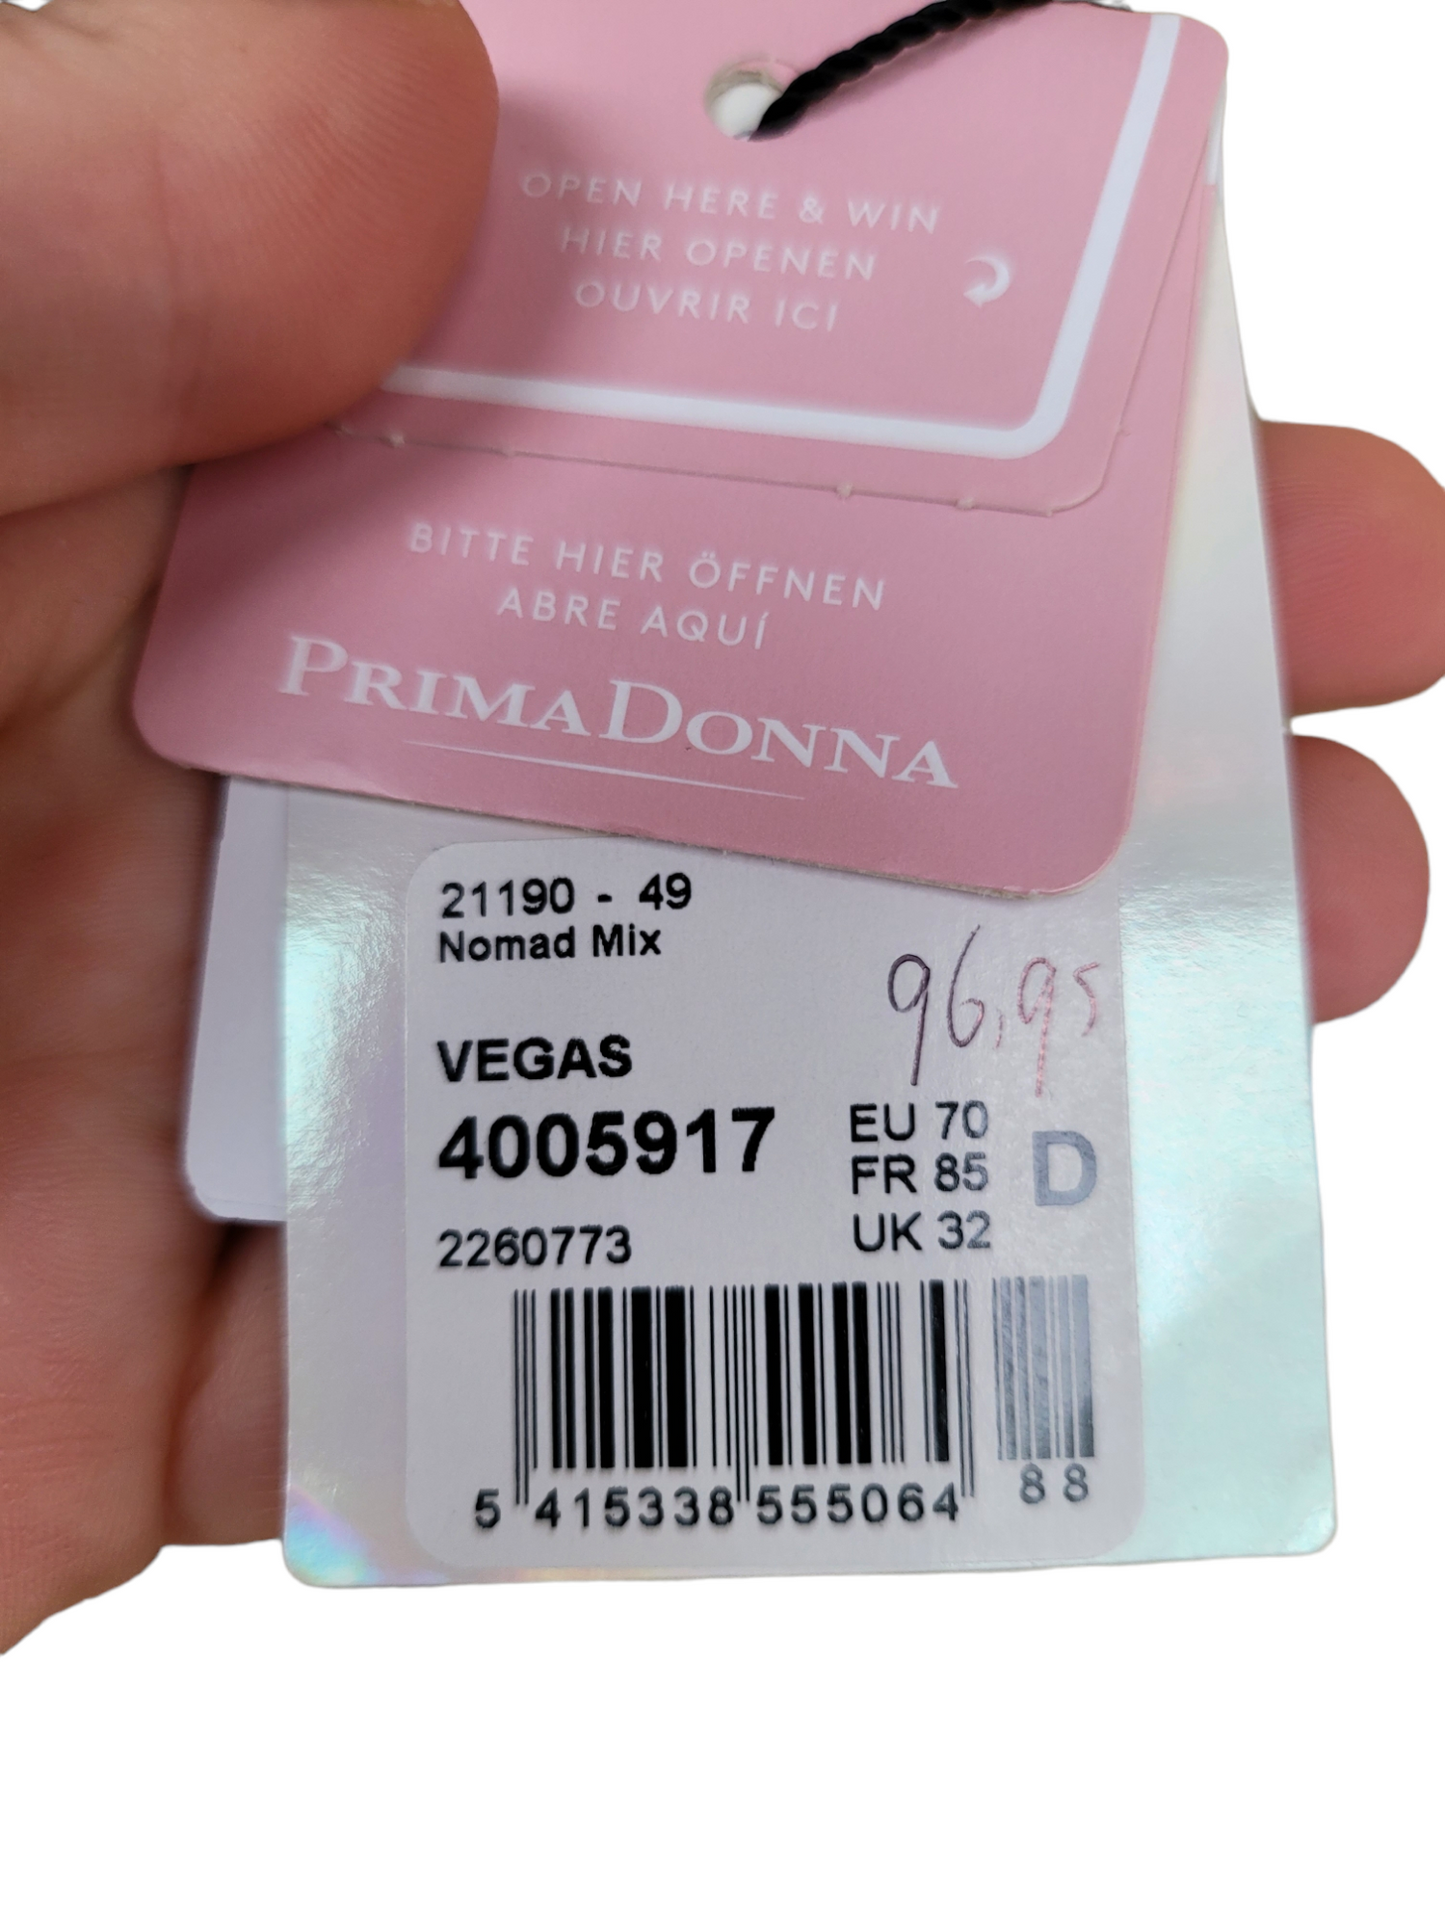 OPEN HERE & WIN
HIER OPENEN
OUVRIR ICI
BITTE HIER ÖFFNEN
ABRE AQUÍ
PRIMADONNA
21190 - 49
Nomad Mix
96,95
VEGAS
4005917
EU 70
FR 85
UK 32
D
2260773
5 415338 555064 88